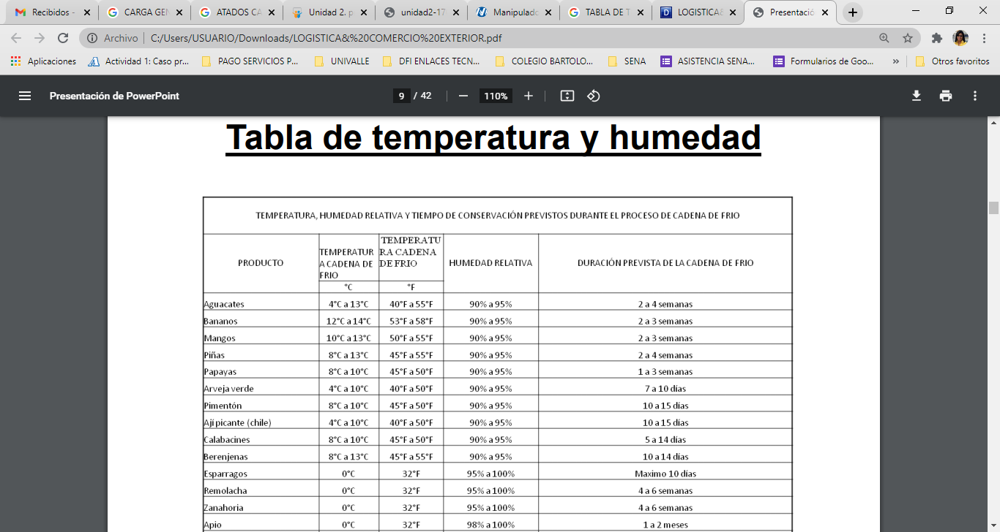 Recibidos -
CARGA GEN
ATADOS CA
Unidad 2. p
unidad2-17
Manipulado
TABLA DE T
LOGISTICA&
Presentació
Archivo
C:/Users/USUARIO/Downloads/LOGISTICA&%20COMERCIO%20EXTERIOR.pdf
Aplicaciones
Actividad 1: Caso pr...
PAGO SERVICIOS P...
UNIVALLE
DFI ENLACES TECN...
COLEGIO BARTOLO...
SENA
ASISTENCIA SENA...
Formularios de Goo...
»
Otros favoritos
Presentación de PowerPoint
9 / 42
110%
Tabla de temperatura y humedad
TEMPERATURA, HUMEDAD RELATIVA Y TIEMPO DE CONSERVACIÓN PREVISTOS DURANTE EL PROCESO DE CADENA DE FRIO
PRODUCTO
TEMPERATUR
A CADENA DE
FRIO
°C
TEMPERATU
RA CADENA
DE FRIO
°F
HUMEDAD RELATIVA
DURACIÓN PREVISTA DE LA CADENA DE FRIO
Aguacates 4°C a 13°C 40°F a 55°F 90% a 95% 2 a 4 semanas
Bananos 12°C a 14°C 53°F a 58°F 90% a 95% 2 a 3 semanas
Mangos 10°C a 13°C 50°F a 55°F 90% a 95% 2 a 3 semanas
Piñas 8°C a 13°C 45°F a 55°F 90% a 95% 2 a 4 semanas
Papayas 8°C a 10°C 45°F a 50°F 90% a 95% 1 a 3 semanas
Arveja verde 4°C a 10°C 40°F a 50°F 90% a 95% 7 a 10 días
Pimentón 8°C a 10°C 45°F a 50°F 90% a 95% 10 a 15 días
Ají picante (chile) 4°C a 10°C 40°F a 50°F 90% a 95% 10 a 15 días
Calabacines 8°C a 10°C 45°F a 50°F 90% a 95% 5 a 14 días
Berenjenas 8°C a 13°C 45°F a 55°F 90% a 95% 10 a 14 días
Esparragos 0°C 32°F 95% a 100% Maximo 10 días
Remolacha 0°C 32°F 95% a 100% 4 a 6 semanas
Zanahoria 0°C 32°F 95% a 100% 4 a 6 semanas
Apio 0°C 32°F 98% a 100% 1 a 2 meses